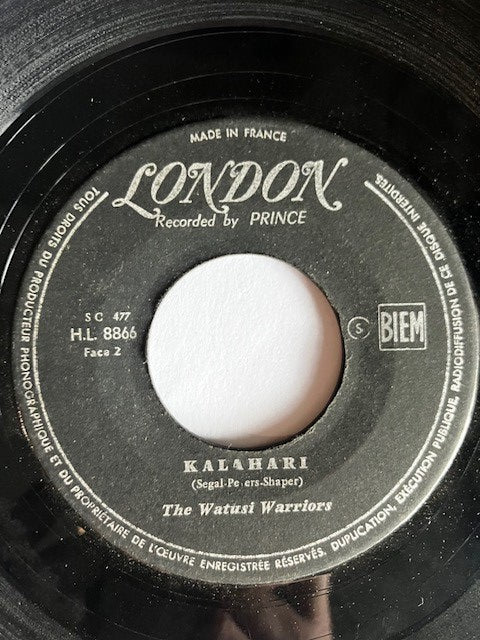 MADE IN FRANCE
LONDON
Recorded by PRINCE
SC 477
H.L. 8866
Face 2
S
BIEM
KALAHARI
(Segal-Pe ers-Shaper)
The Watusi Warriors
TOUS DROITS DU PRODUCTEUR PHONOGRAPHIQUE ET DU PROPRIÉTAIRE DE L'ŒUVRE ENREGISTRÉE RÉSERVÉS. DUPLICATION, EXÉCUTION PUBLIQUE, RADIODIFFUSION DE CE DISQUE INTERDITES.